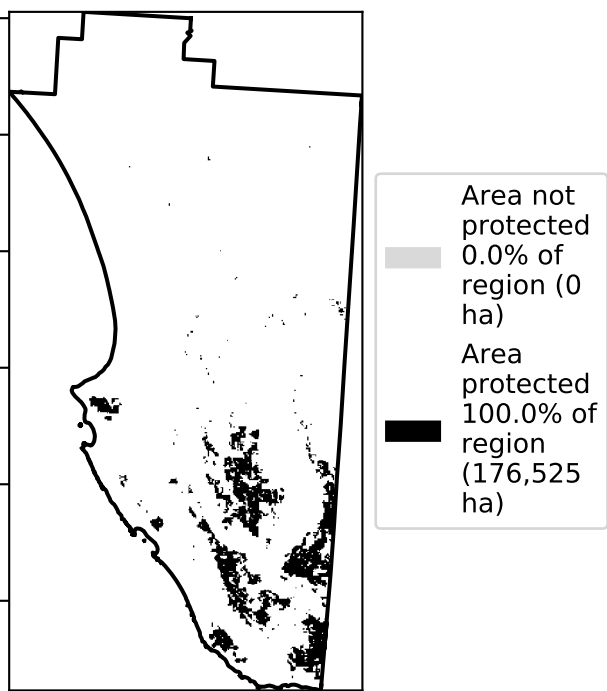 Area not
protected
0.0% of
region (0
ha)
Area
protected
100.0% of
region
(176,525
ha)